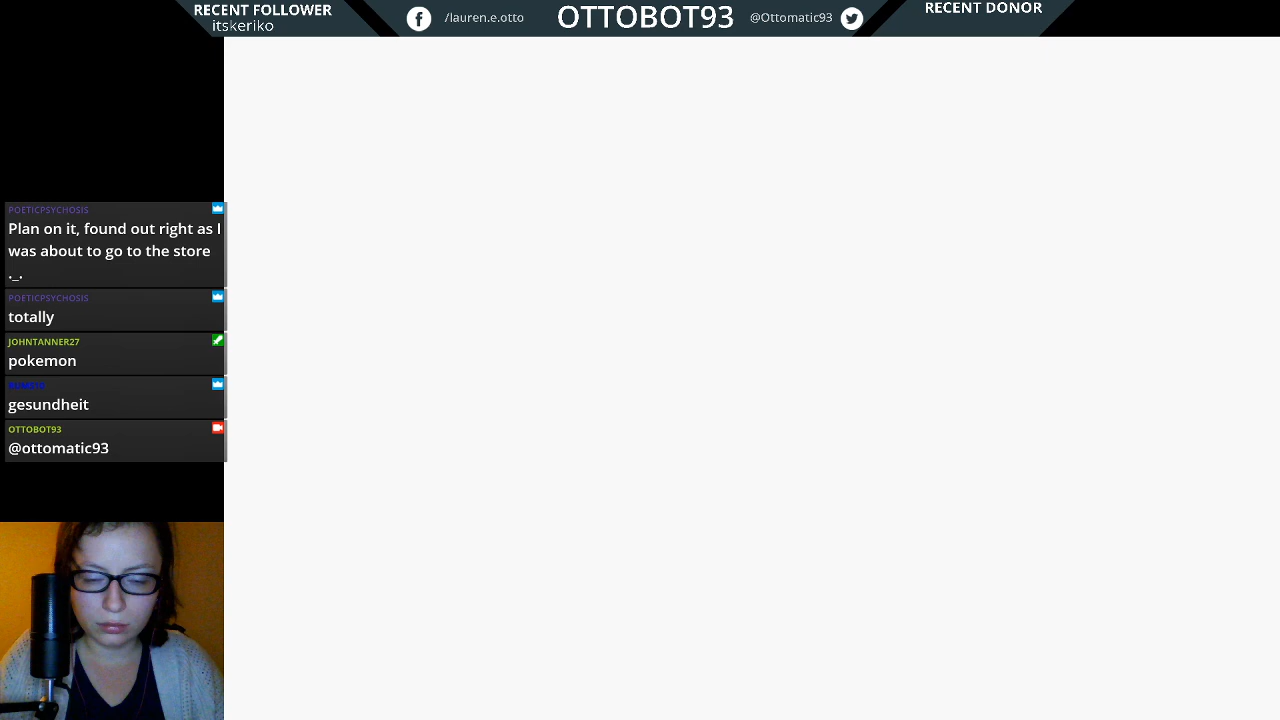 RECENT FOLLOWER
itskeriko
/lauren.e.otto
OTTOBOT93
@Ottomatic93
RECENT DONOR
POETICPSYCHOSIS
Plan on it, found out right as I
was about to go to the store
._.
POETICPSYCHOSIS
totally
JOHNTANNER27
pokemon
gesundheit
OTTOBOT93
@ottomatic93